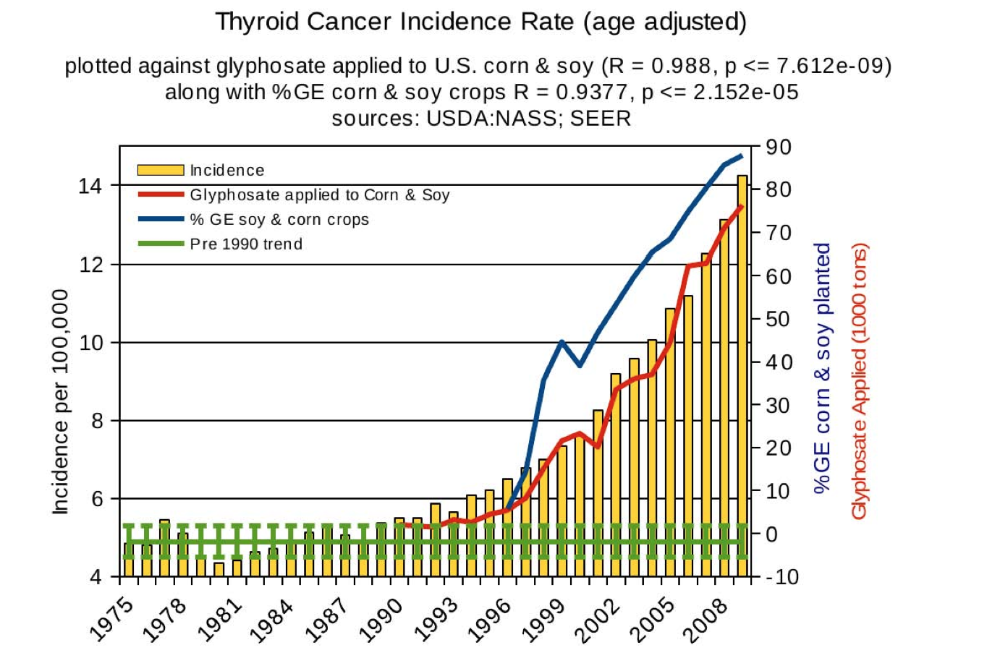 Thyroid Cancer Incidence Rate (age adjusted)
plotted against glyphosate applied to U.S. corn & soy (R = 0.988, p <= 7.612e-09)
along with %GE corn & soy crops R = 0.9377, p <= 2.152e-05
sources: USDA:NASS; SEER
Incidence
Glyphosate applied to Corn & Soy
% GE soy & corn crops
Pre 1990 trend
Incidence per 100,000
14
12
10
8
6
4
90
80
70
60
50
40
30
20
10
0
-10
%GE corn & soy planted
Glyphosate Applied (1000 tons)
1975
1978
1981
1984
1987
1990
1993
1996
1999
2002
2005
2008